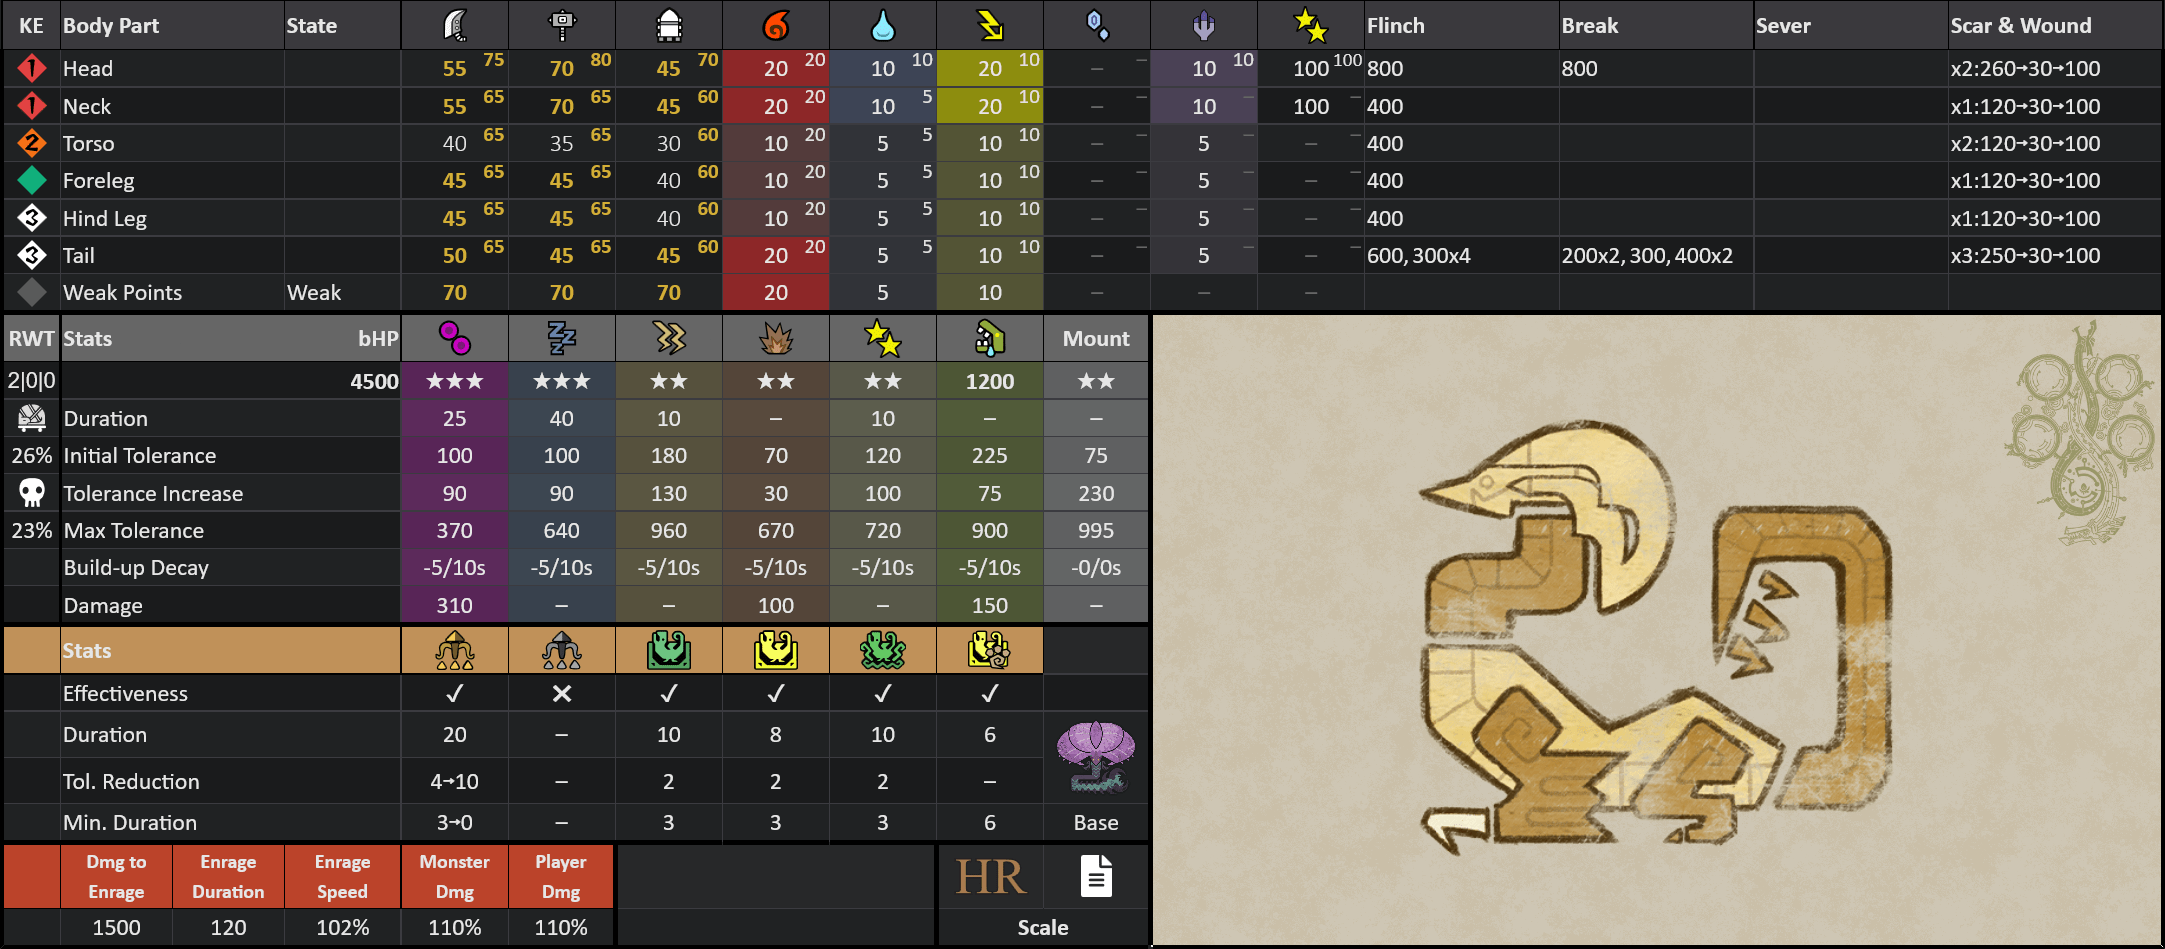 KE Body Part State Flinch Break Sever Scar & Wound
1 Head 55 75 70 80 45 70 20 20 10 10 20 10 – – 10 10 100 100 800 800 x2:260→30→100
1 Neck 55 65 70 65 45 60 20 20 10 5 20 10 – – 10 – 100 – 400 x1:120→30→100
2 Torso 40 65 35 65 30 60 10 20 5 5 10 10 – – 5 – – – 400 x2:120→30→100
Foreleg 45 65 45 65 40 60 10 20 5 5 10 10 – – 5 – – – 400 x1:120→30→100
3 Hind Leg 45 65 45 65 40 60 10 20 5 5 10 10 – – 5 – – – 400 x1:120→30→100
3 Tail 50 65 45 65 45 60 20 20 5 5 10 10 – – 5 – – – 600, 300x4 200x2, 300, 400x2 x3:250→30→100
Weak Points Weak 70 70 70 20 5 10 – – –
RWT Stats bHP Mount
2|0|0 4500 ★★★ ★★★ ★★ ★★ ★★ 1200 ★★
Duration 25 40 10 – 10 – –
26% Initial Tolerance 100 100 180 70 120 225 75
Tolerance Increase 90 90 130 30 100 75 230
23% Max Tolerance 370 640 960 670 720 900 995
Build-up Decay -5/10s -5/10s -5/10s -5/10s -5/10s -5/10s -0/0s
Damage 310 – – 100 – 150 –
Stats
Effectiveness ✓ ✕ ✓ ✓ ✓ ✓
Duration 20 – 10 8 10 6
Tol. Reduction 4→10 – 2 2 2 –
Min. Duration 3→0 – 3 3 3 6 Base
Dmg to Enrage Enrage Duration Enrage Speed Monster Dmg Player Dmg HR
1500 120 102% 110% 110% Scale